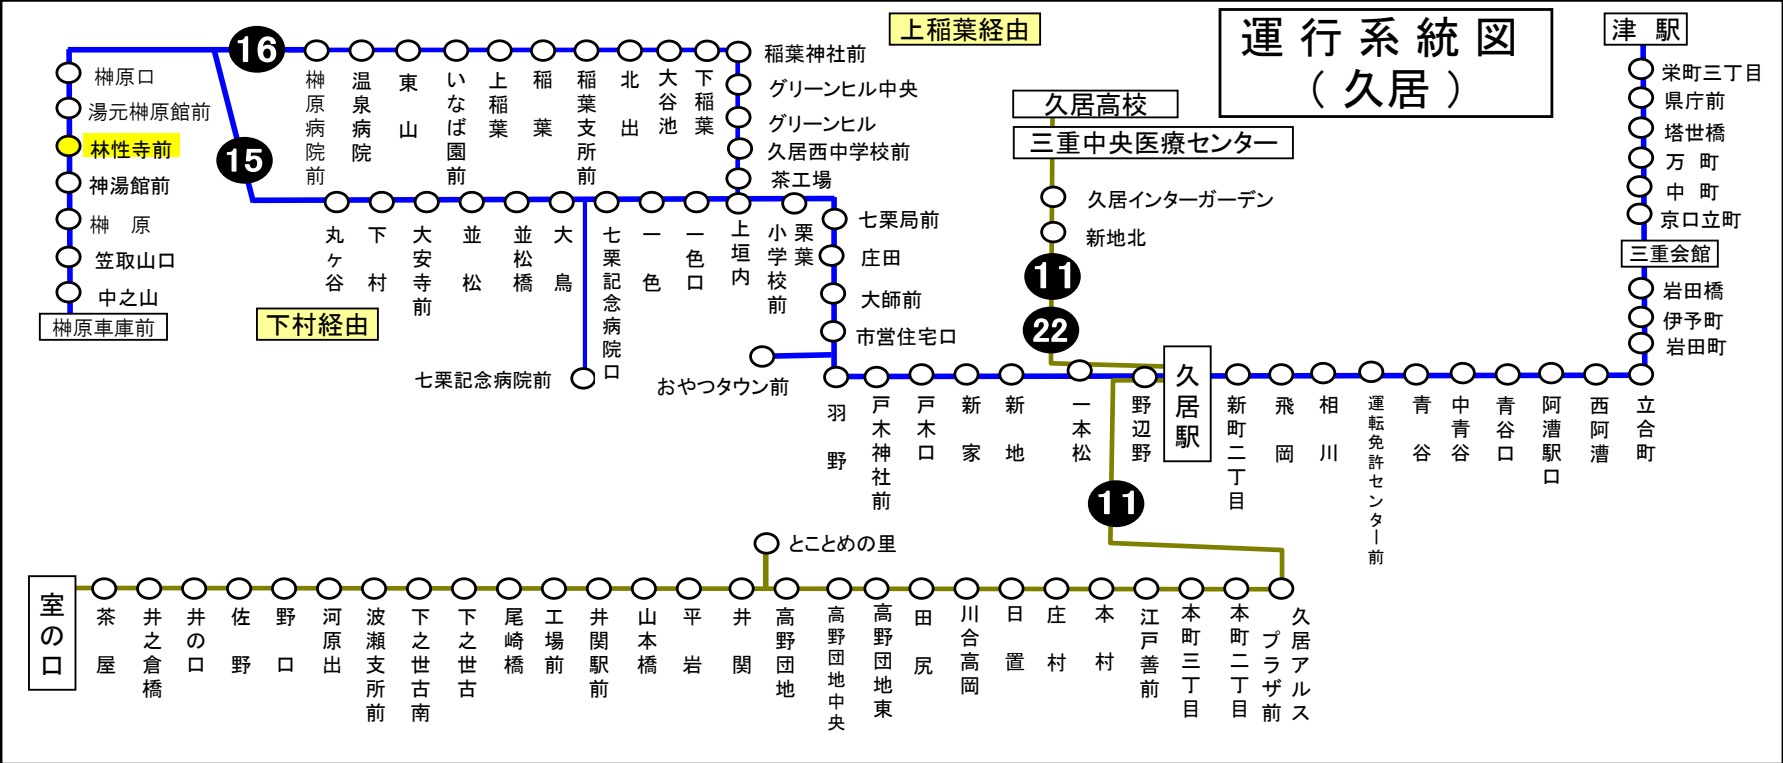 運行系統図
（久居）
上稲葉経由
津 駅
16
榊原口
湯元榊原館前
林性寺前
神湯館前
榊 原
笠取山口
中之山
榊原車庫前
15
榊原病院前
温泉病院
東山
いなば園前
上稲葉
稲葉
稲葉支所前
北出
大谷池
下稲葉
稲葉神社前
グリーンヒル中央
グリーンヒル
久居西中学校前
茶工場
丸ヶ谷
下村
大安寺前
並松
並松橋
大鳥
七栗記念病院口
一色
一色口
上垣内
栗葉
小学校前
下村経由
七栗記念病院前
七栗局前
庄田
大師前
市営住宅口
おやつタウン前
久居高校
三重中央医療センター
久居インターガーデン
新地北
11
22
羽野
戸木神社前
戸木口
新家
新地
一本松
野辺野
久居駅
新町二丁目
飛岡
相川
運転免許センター前
青谷
中青谷
青谷口
阿漕駅口
西阿漕
立合町
栄町三丁目
県庁前
塔世橋
万 町
中 町
京口立町
三重会館
岩田橋
伊予町
岩田町
11
とことめの里
室の口
茶屋
井之倉橋
井の口
佐野
野口
河原出
波瀬支所前
下之世古南
下之世古
尾崎橋
工場前
井関駅前
山本橋
平岩
井関
高野団地
高野団地中央
高野団地東
田尻
川合高岡
日置
庄村
本村
江戸善前
本町三丁目
本町二丁目
久居アルス
プラザ前